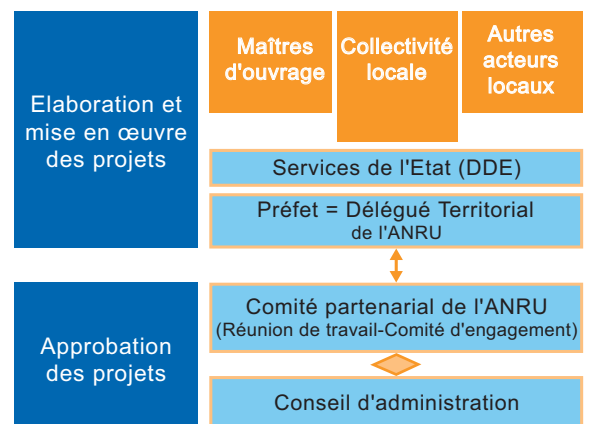 Elaboration et
mise en œuvre
des projets
Maîtres
d'ouvrage
Collectivité
locale
Autres
acteurs
locaux
Services de l'Etat (DDE)
Préfet = Délégué Territorial
de l'ANRU
Approbation
des projets
Comité partenarial de l'ANRU
(Réunion de travail-Comité d'engagement)
Conseil d'administration